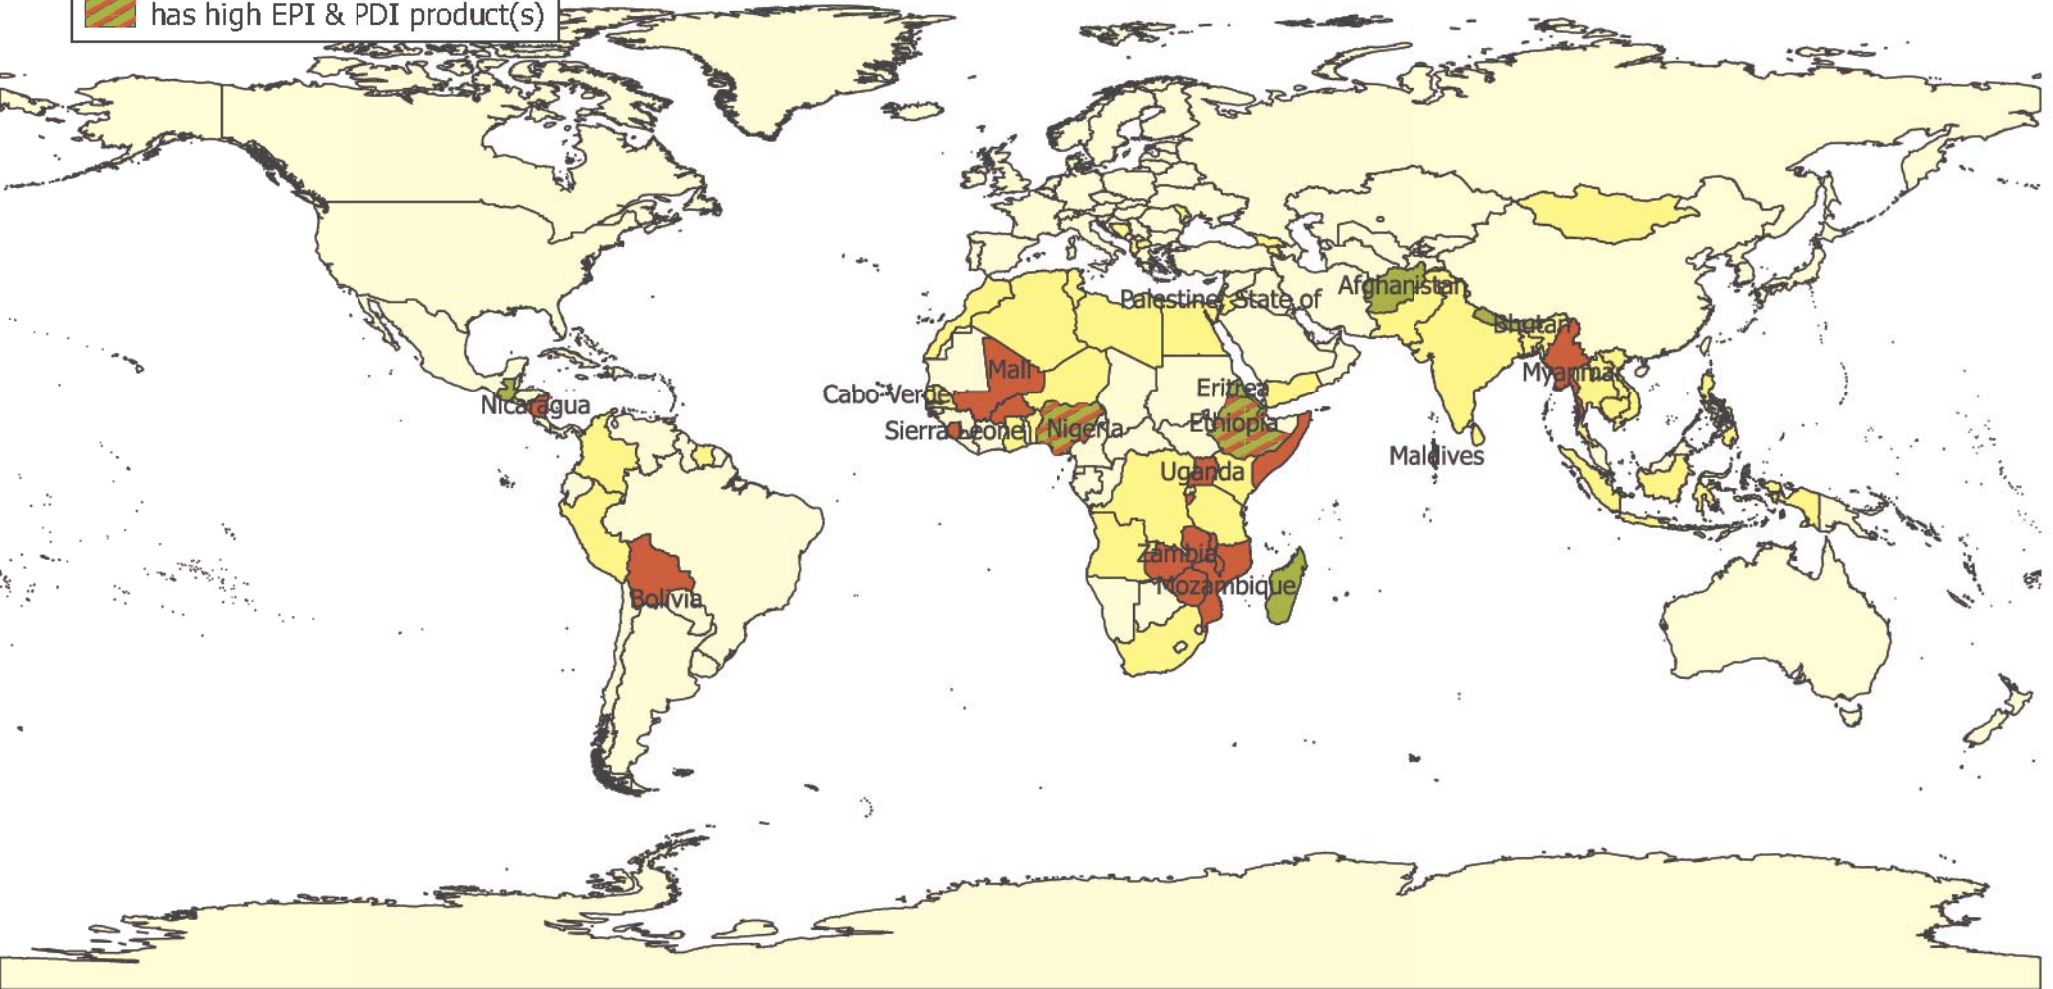 has high EPI & PDI product(s)
Afghanistan
Palestine, State of
Bhutan
Mali
Myanmar
Cabo Verde
Eritrea
Nicaragua
Sierra Leone
Nigeria
Ethiopia
Maldives
Uganda
Zambia
Mozambique
Bolivia